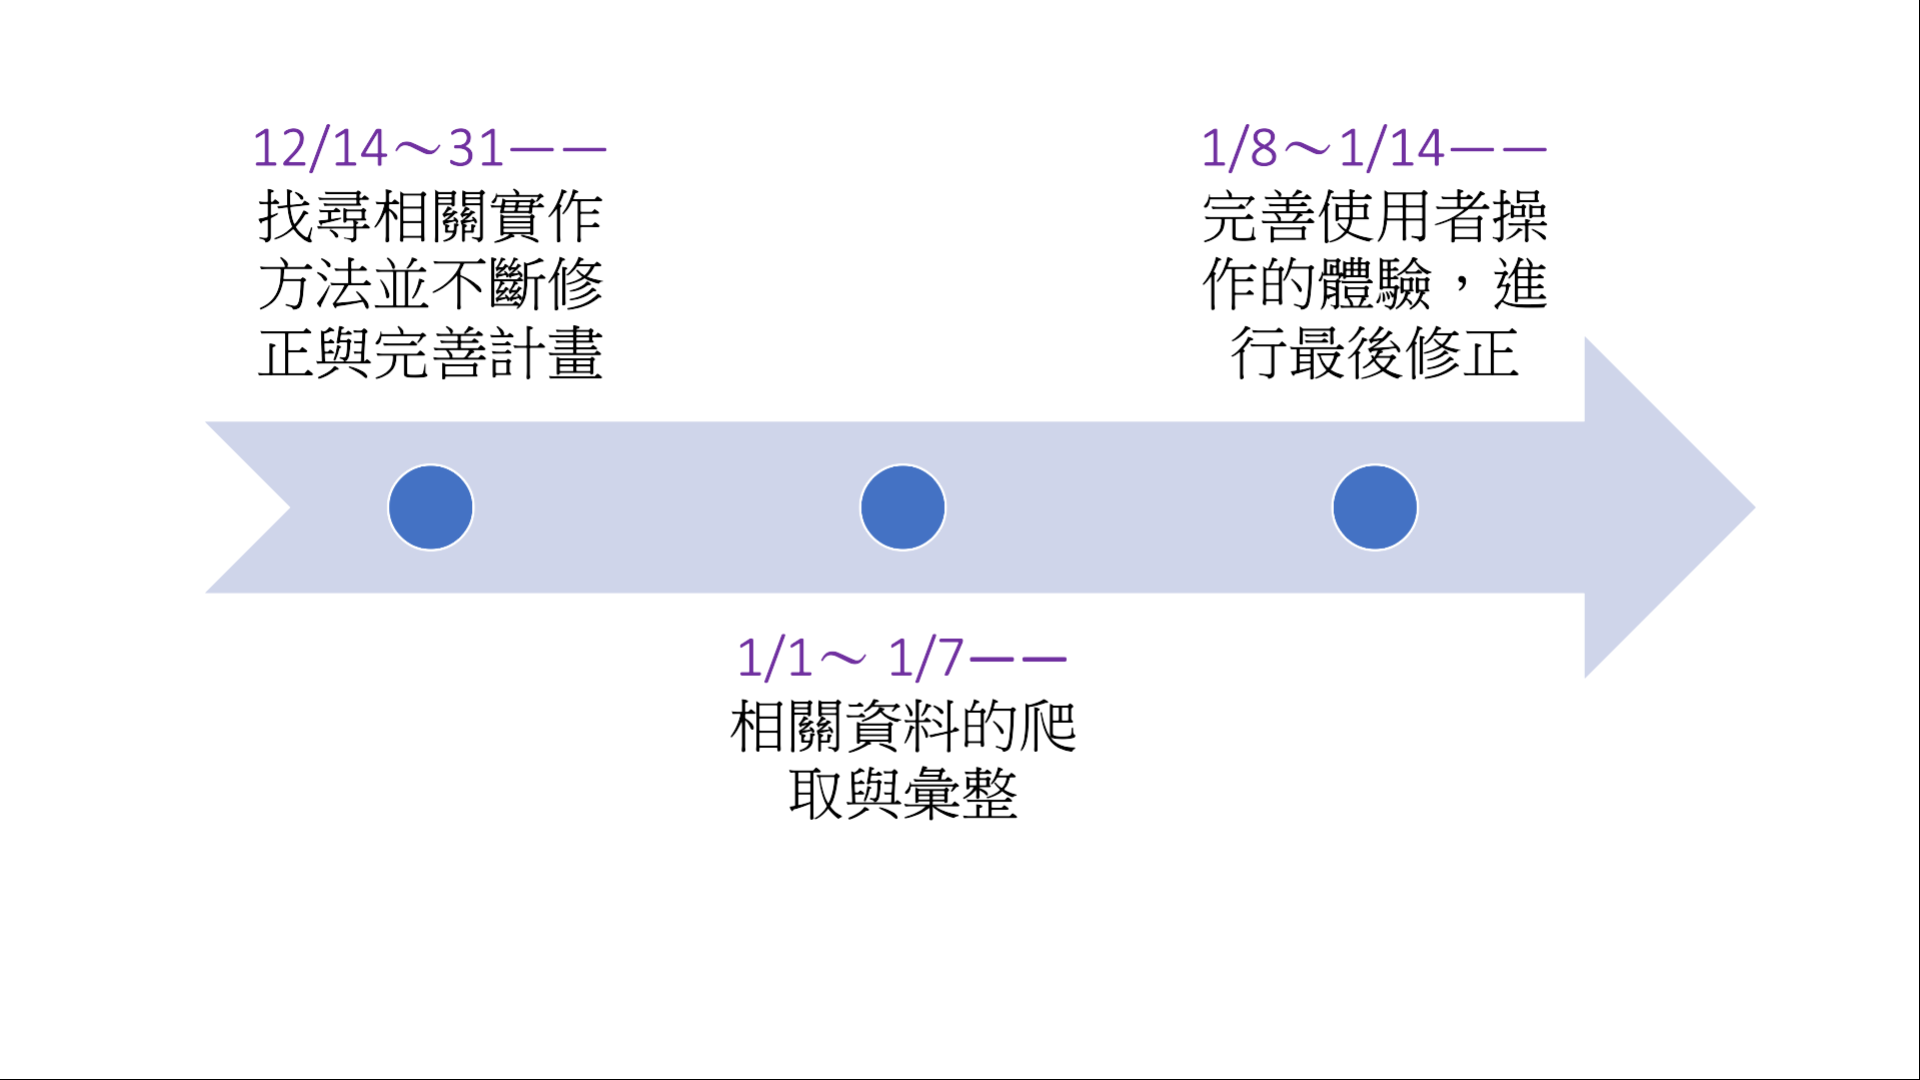 12/14～31——
找尋相關實作
方法並不斷修
正與完善計畫
1/1～ 1/7——
相關資料的爬
取與彙整
1/8～1/14——
完善使用者操
作的體驗，進
行最後修正